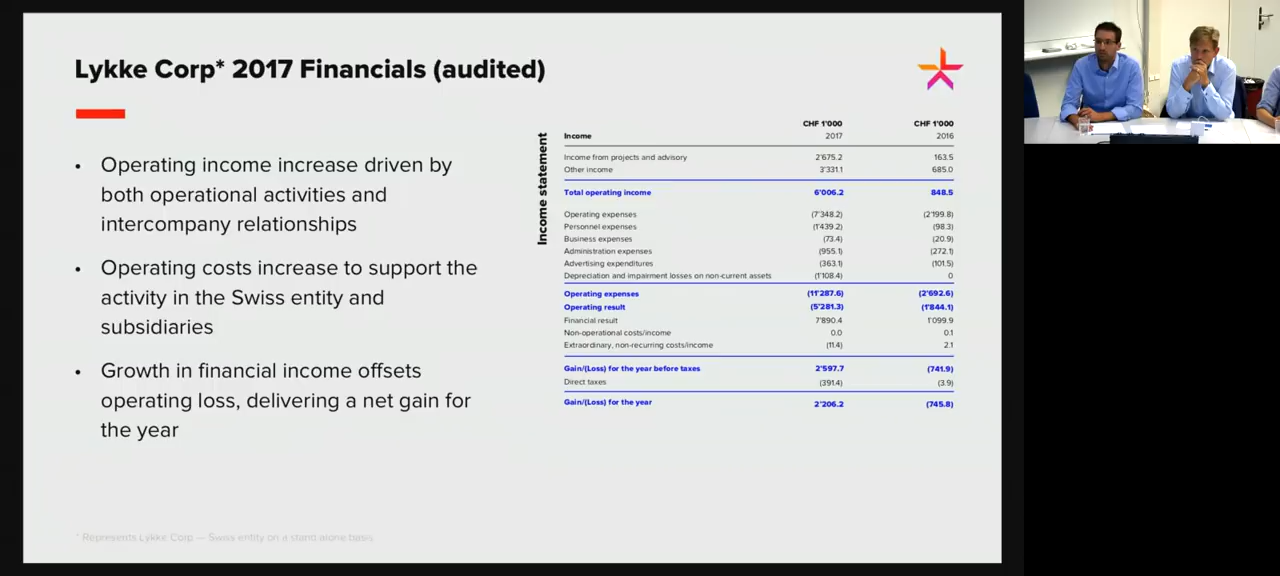 Lykke Corp* 2017 Financials (audited)
• Operating income increase driven by
both operational activities and
intercompany relationships
• Operating costs increase to support the
activity in the Swiss entity and
subsidiaries
• Growth in financial income offsets
operating loss, delivering a net gain for
the year
Income statement
CHF 1'000 CHF 1'000
Income 2017 2016
Income from projects and advisory 2'675.2 163.5
Other income 3'331.1 685.0
Total operating income 6'006.2 848.5
Operating expenses (7'348.2) (2'199.8)
Personnel expenses (1'439.2) (98.3)
Business expenses (73.4) (20.9)
Administration expenses (955.1) (272.1)
Advertising expenditures (363.1) (101.5)
Depreciation and impairment losses on non-current assets (1'108.4) 0
Operating expenses (11'287.6) (2'692.6)
Operating result (5'281.3) (1'844.1)
Financial result 7'890.4 1'099.9
Non-operational costs/income 0.0 0.1
Extraordinary, non-recurring costs/income (11.4) 2.1
Gain/(Loss) for the year before taxes 2'597.7 (741.9)
Direct taxes (391.4) (3.9)
Gain/(Loss) for the year 2'206.2 (745.8)
* Represents Lykke Corp — Swiss entity on a stand alone basis